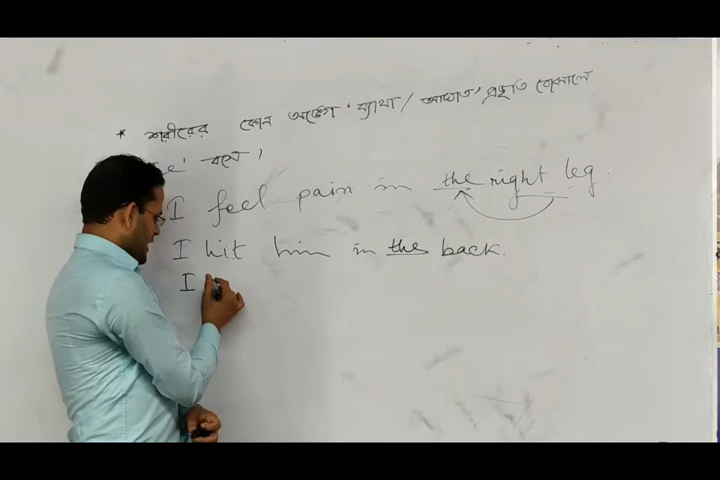 * শরীরের কোন অঙ্গে 'ব্যাথা / আঘাত' প্রভৃতি বোঝালে
e' বসে।
I feel pain in the right leg.
I hit him in the back.
I